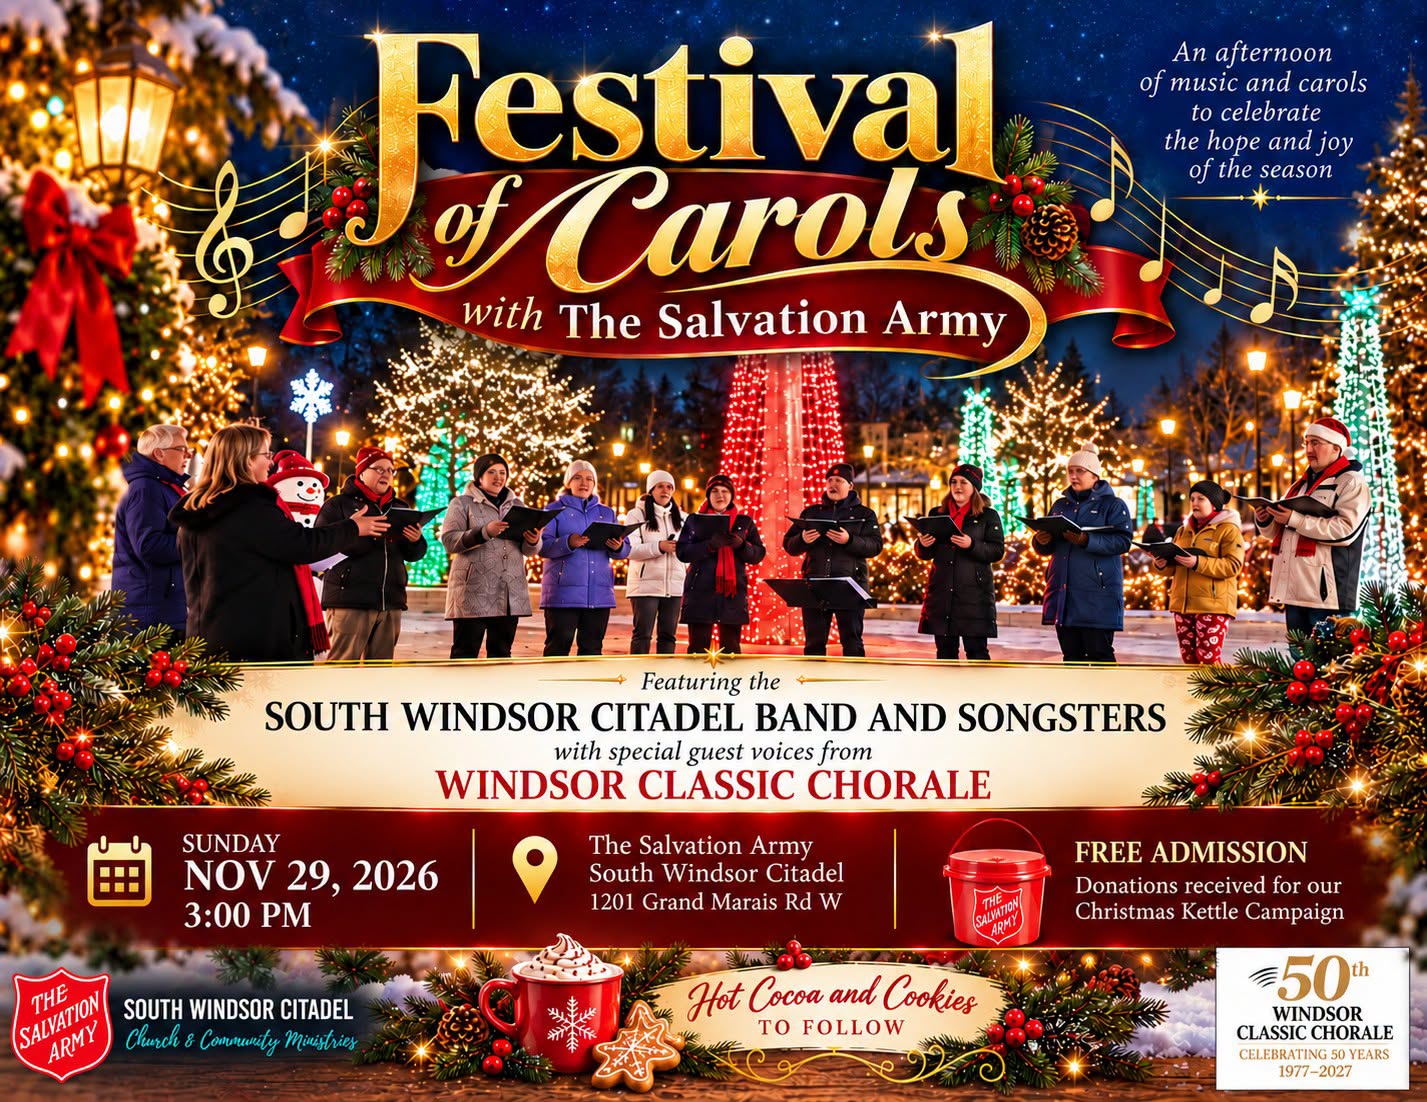 An afternoon
of music and carols
to celebrate
the hope and joy
of the season
Festival
of Carols
with The Salvation Army
Featuring the
SOUTH WINDSOR CITADEL BAND AND SONGSTERS
with special guest voices from
WINDSOR CLASSIC CHORALE
SUNDAY
NOV 29, 2026
3:00 PM
The Salvation Army
South Windsor Citadel
1201 Grand Marais Rd W
THE
SALVATION
ARMY
FREE ADMISSION
Donations received for our
Christmas Kettle Campaign
THE
SALVATION
ARMY
SOUTH WINDSOR CITADEL
Church & Community Ministries
Hot Cocoa and Cookies
TO FOLLOW
50th
WINDSOR
CLASSIC CHORALE
CELEBRATING 50 YEARS
1977–2027